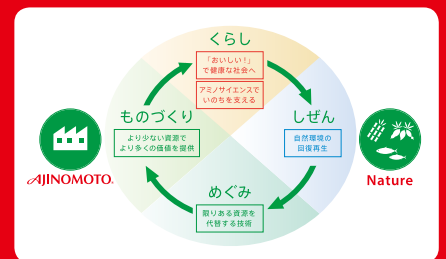 くらし
「おいしい！」
で健康な社会へ
アミノサイエンスで
いのちを支える
ものづくり
より少ない資源で
より多くの価値を提供
しぜん
自然環境の
回復再生
めぐみ
限りある資源を
代替する技術
AJINOMOTO.
Nature